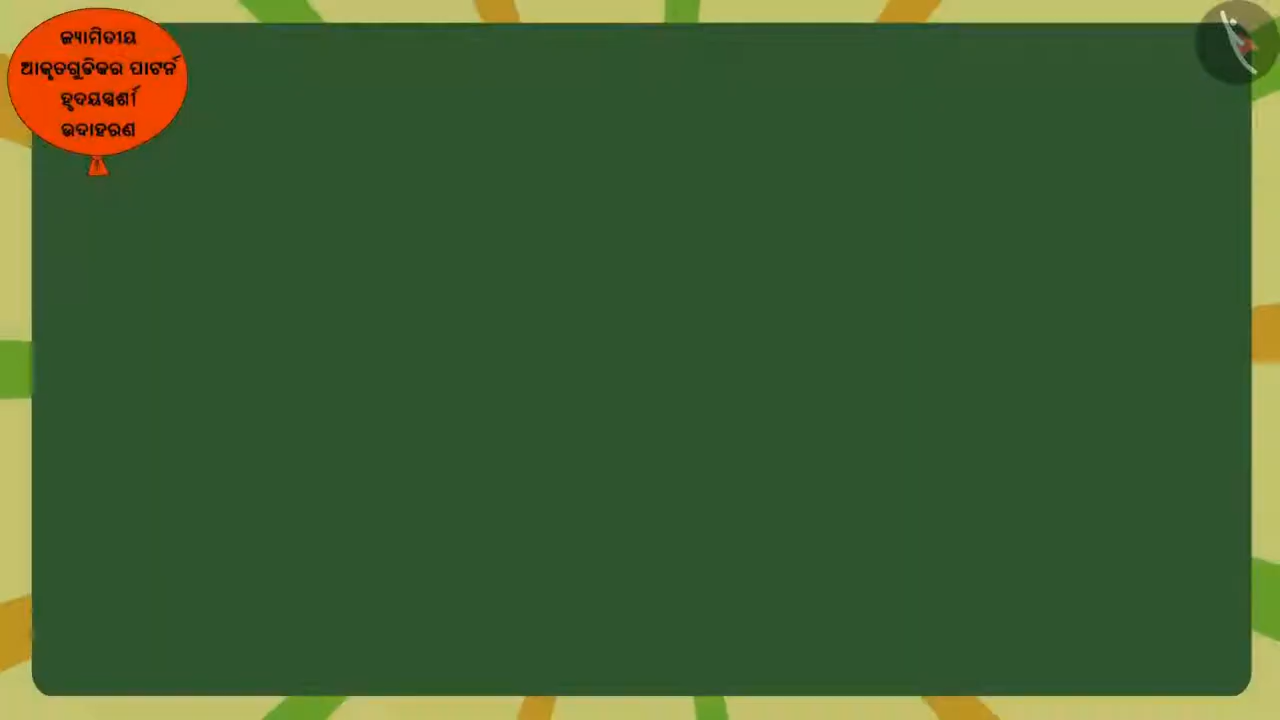 ଜ୍ୟାମିତୀୟ
ଆକୃତଗୁଡିକର ପାଟର୍ନ
ହୃଦୟସ୍ପର୍ଶୀ
ଉଦାହରଣ